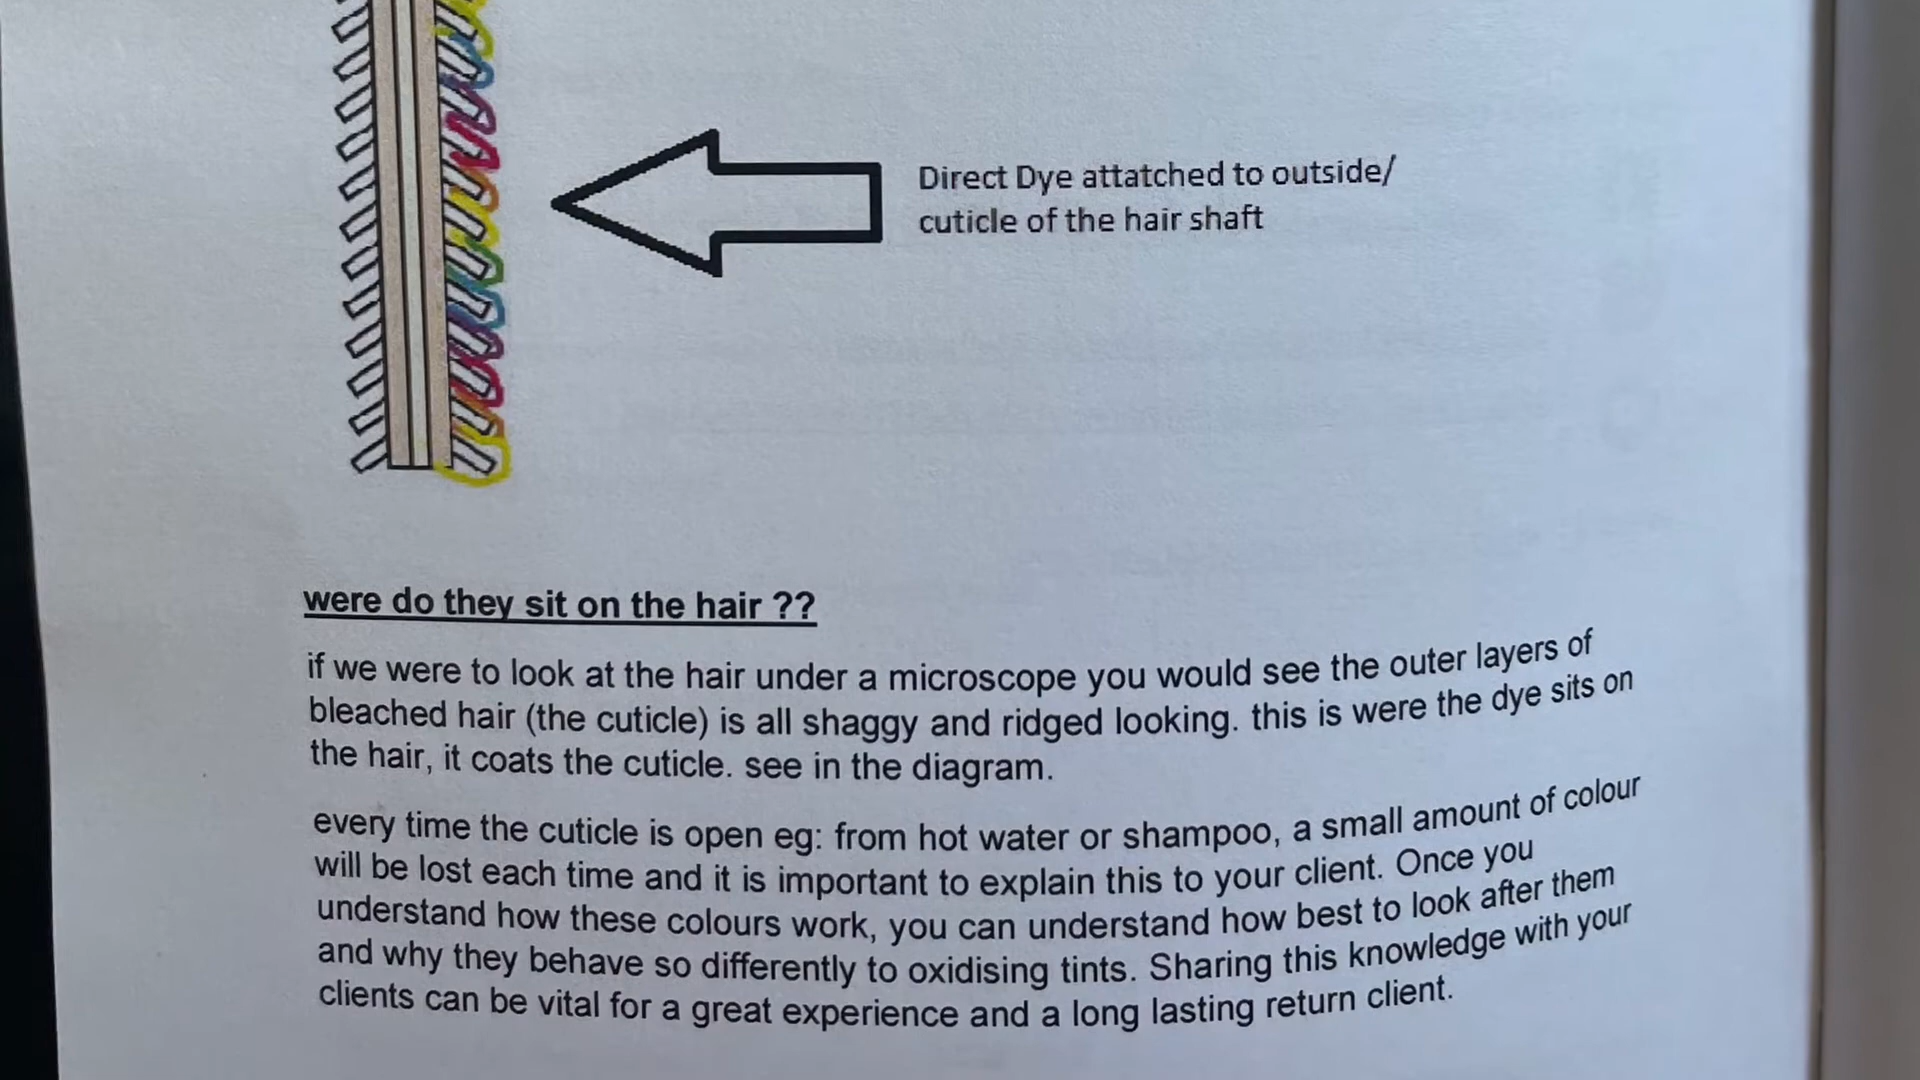 Direct Dye attatched to outside/
cuticle of the hair shaft
were do they sit on the hair ??
if we were to look at the hair under a microscope you would see the outer layers of
bleached hair (the cuticle) is all shaggy and ridged looking. this is were the dye sits on
the hair, it coats the cuticle. see in the diagram.
every time the cuticle is open eg: from hot water or shampoo, a small amount of colour
will be lost each time and it is important to explain this to your client. Once you
understand how these colours work, you can understand how best to look after them
and why they behave so differently to oxidising tints. Sharing this knowledge with your
clients can be vital for a great experience and a long lasting return client.